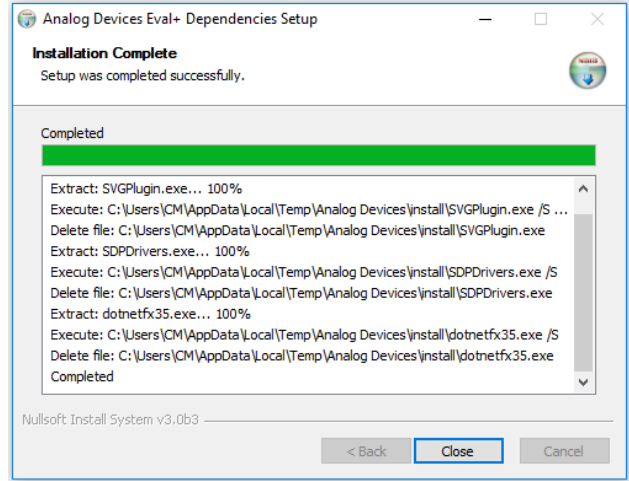 Analog Devices Eval+ Dependencies Setup
Installation Complete
Setup was completed successfully.
Completed
Extract: SVGPlugin.exe... 100%
Execute: C:\Users\CM\AppData\Local\Temp\Analog Devices\install\SVGPlugin.exe /S ...
Delete file: C:\Users\CM\AppData\Local\Temp\Analog Devices\install\SVGPlugin.exe
Extract: SDPDrivers.exe... 100%
Execute: C:\Users\CM\AppData\Local\Temp\Analog Devices\install\SDPDrivers.exe /S
Delete file: C:\Users\CM\AppData\Local\Temp\Analog Devices\install\SDPDrivers.exe
Extract: dotnetfx35.exe... 100%
Execute: C:\Users\CM\AppData\Local\Temp\Analog Devices\install\dotnetfx35.exe /S
Delete file: C:\Users\CM\AppData\Local\Temp\Analog Devices\install\dotnetfx35.exe
Completed
Nullsoft Install System v3.0b3
< Back Close Cancel